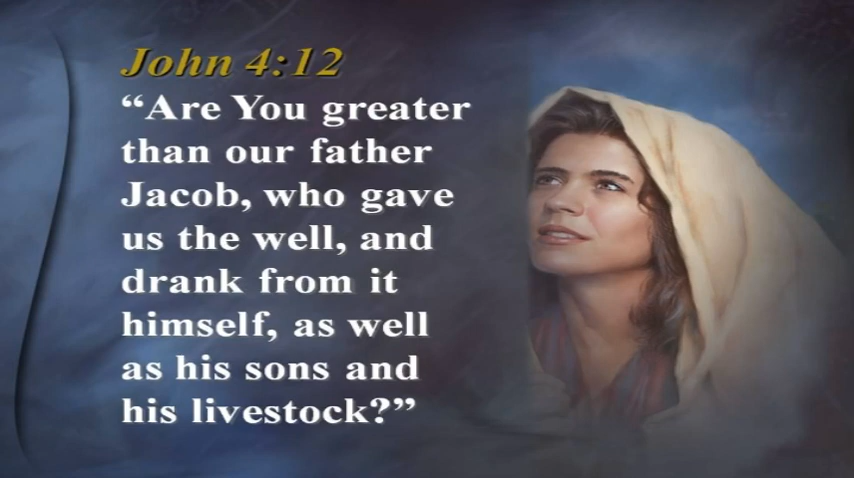 John 4:12
“Are You greater
than our father
Jacob, who gave
us the well, and
drank from it
himself, as well
as his sons and
his livestock?”